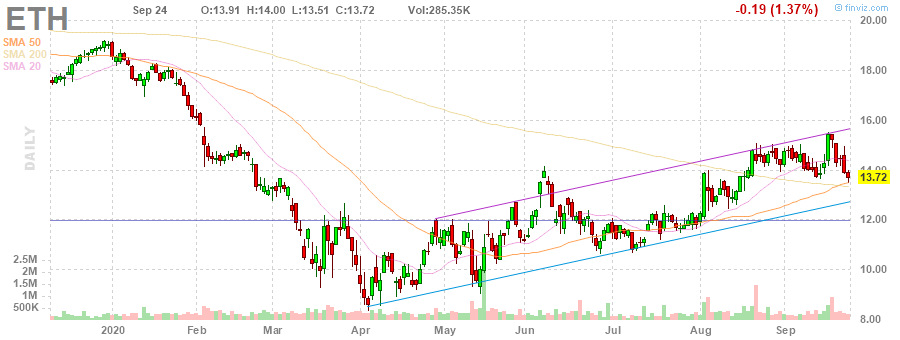 ETH
Sep 24 O:13.91 H:14.00 L:13.51 C:13.72 Vol:285.35K -0.19 (1.37%)
© finviz.com
SMA 50
SMA 200
SMA 20
DAILY
20.00
18.00
16.00
14.00
13.72
12.00
10.00
8.00
2.5M
2M
1.5M
1M
500K
2020 Feb Mar Apr May Jun Jul Aug Sep